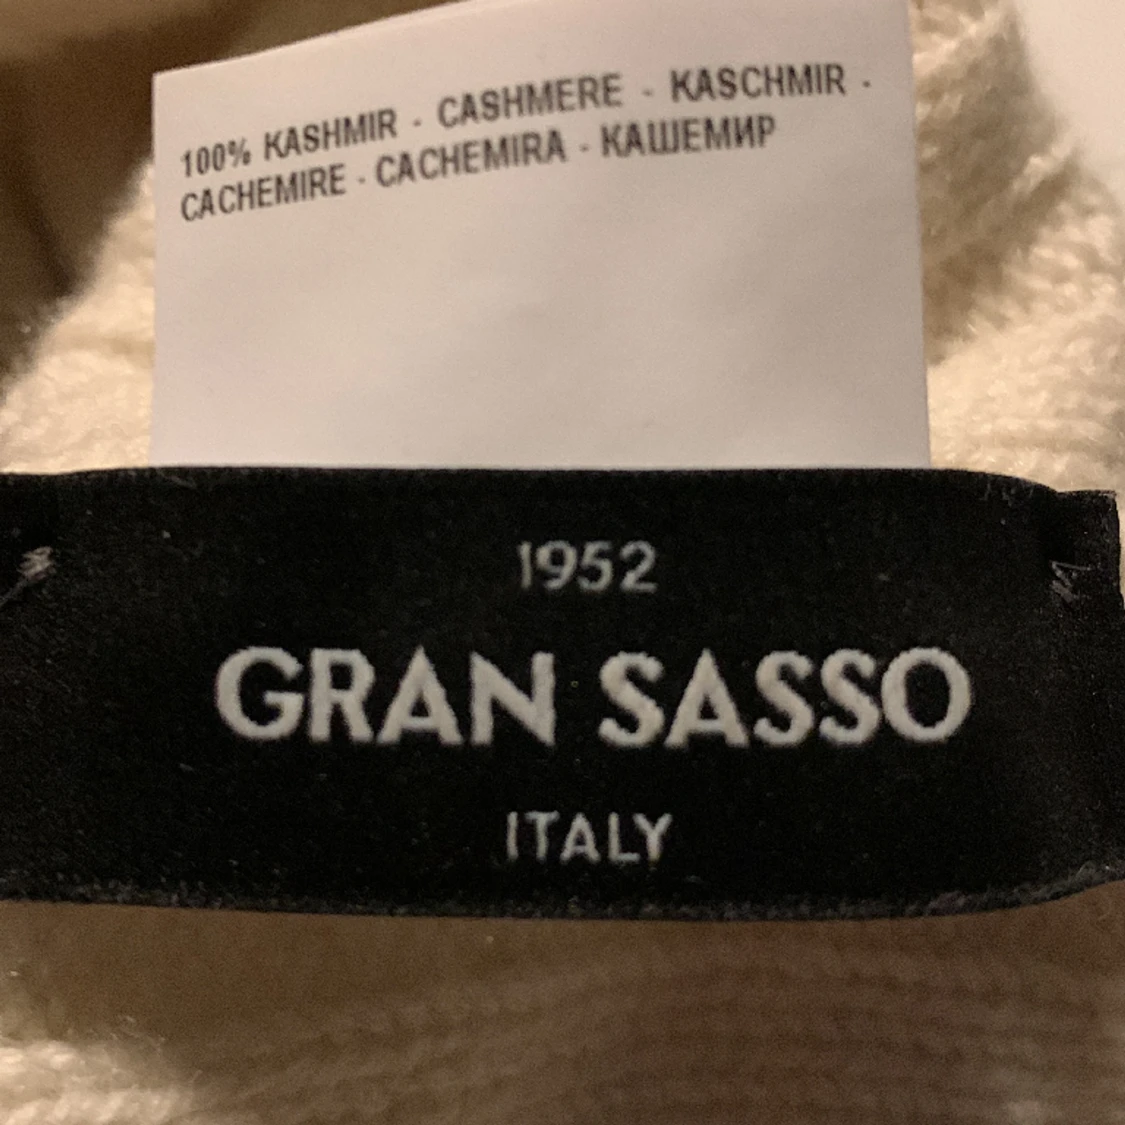 100% KASHMIR · CASHMERE · KASCHMIR ·
CACHEMIRE · CACHEMIRA · КАШЕМИР
1952
GRAN SASSO
ITALY